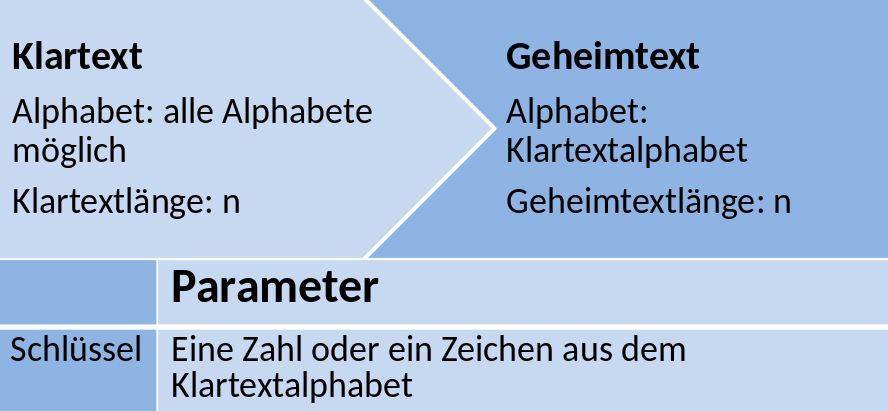 Klartext
Alphabet: alle Alphabete
möglich
Klartextlänge: n
Geheimtext
Alphabet:
Klartextalphabet
Geheimtextlänge: n
Parameter
Schlüssel
Eine Zahl oder ein Zeichen aus dem
Klartextalphabet